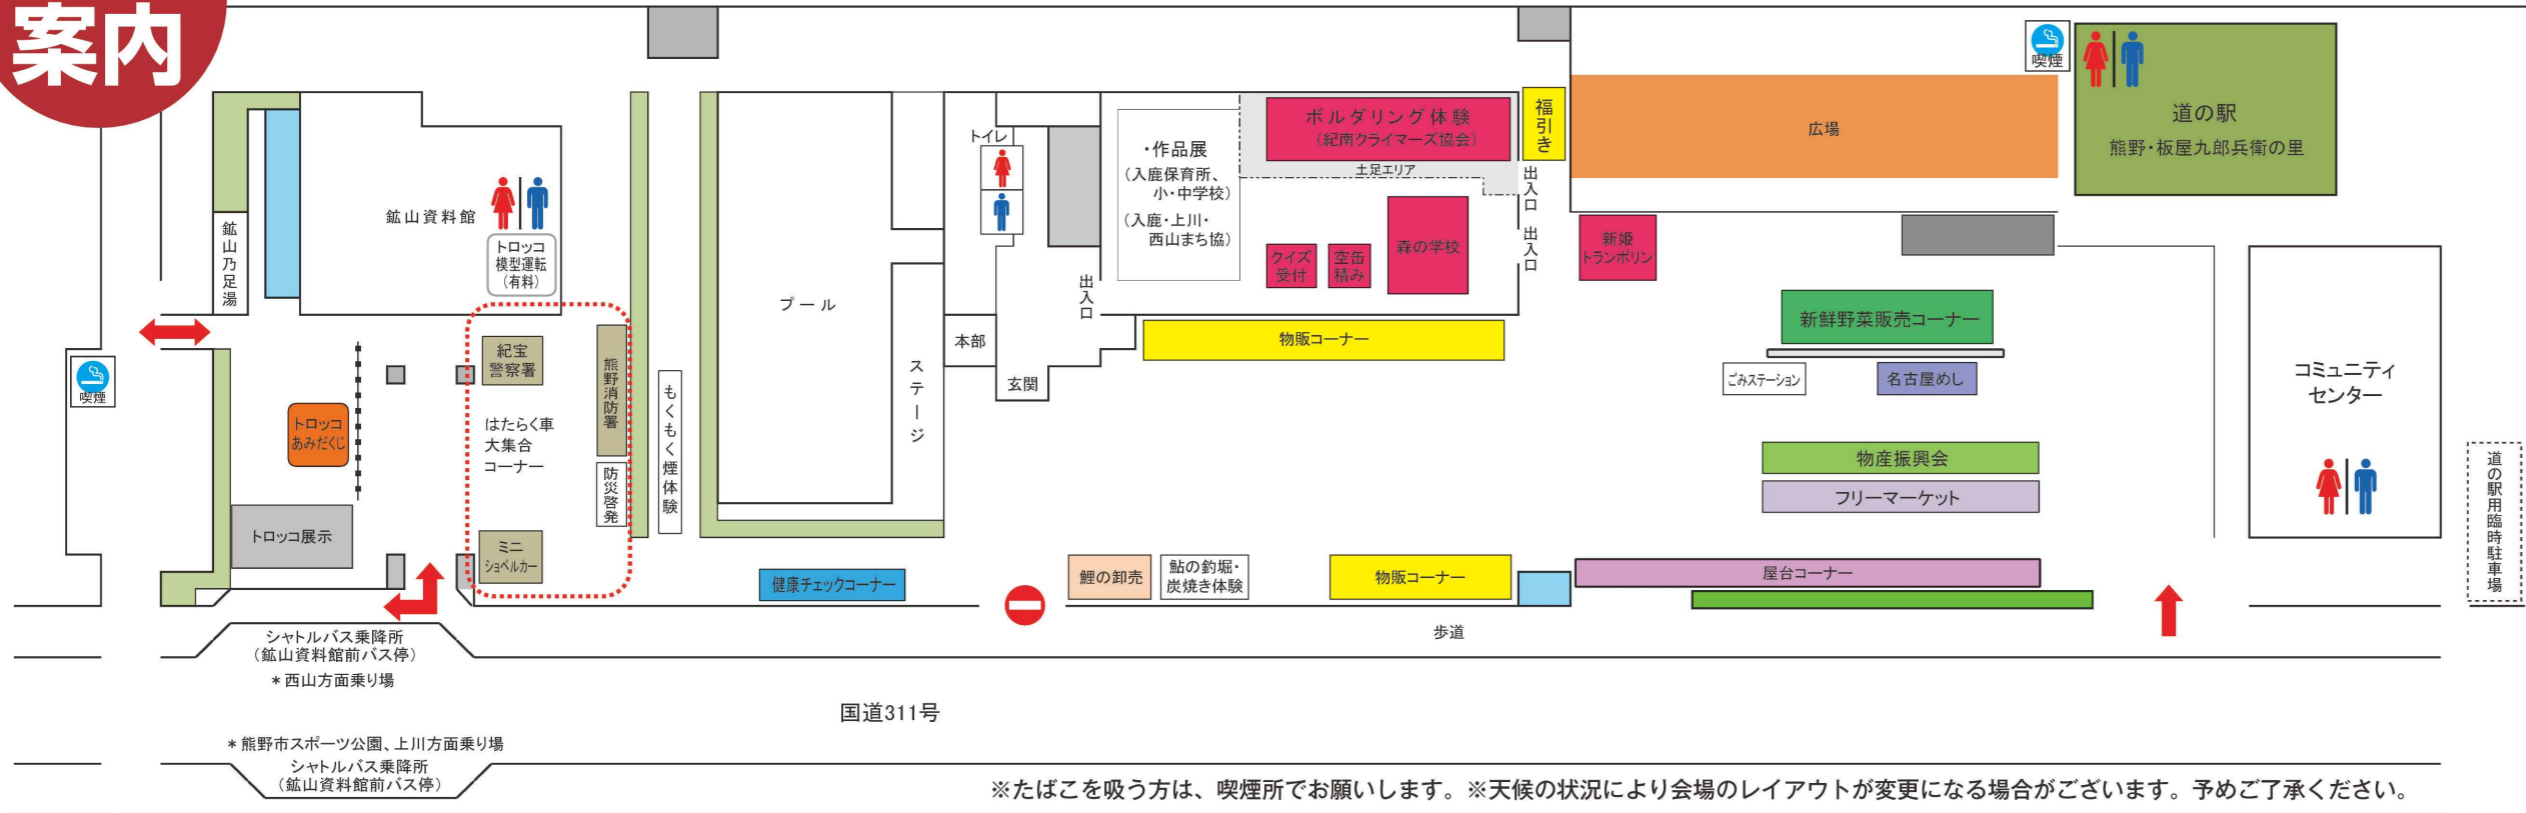 案内
鉱山乃足湯
鉱山資料館
トロッコ
模型運転
(有料)
喫煙
トロッコ
あみだくじ
トロッコ展示
紀宝
警察署
熊野消防署
はたらく車
大集合
コーナー
防災啓発
ミニ
ショベルカー
もくもく煙体験
プール
ステージ
健康チェックコーナー
トイレ
本部
玄関
出入口
・作品展
(入鹿保育所、
小・中学校)
(入鹿・上川・
西山まち協)
ボルダリング体験
(紀南クライマーズ協会)
土足エリア
クイズ
受付
空缶
積み
森の学校
福引き
出入口
出入口
物販コーナー
鯉の卸売
鮎の釣堀・
炭焼き体験
物販コーナー
広場
喫煙
道の駅
熊野・板屋九郎兵衛の里
新姫
トランポリン
新鮮野菜販売コーナー
ごみステーション
名古屋めし
物産振興会
フリーマーケット
屋台コーナー
コミュニティ
センター
道の駅用臨時駐車場
歩道
シャトルバス乗降所
(鉱山資料館前バス停)
*西山方面乗り場
国道311号
*熊野市スポーツ公園、上川方面乗り場
シャトルバス乗降所
(鉱山資料館前バス停)
※たばこを吸う方は、喫煙所でお願いします。※天候の状況により会場のレイアウトが変更になる場合がございます。予めご了承ください。